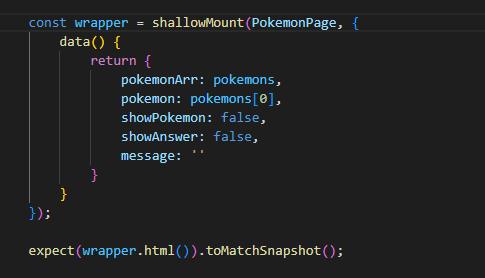 const wrapper = shallowMount(PokemonPage, {
    data() {
        return {
            pokemonArr: pokemons,
            pokemon: pokemons[0],
            showPokemon: false,
            showAnswer: false,
            message: ''
        }
    }
});
expect(wrapper.html()).toMatchSnapshot();